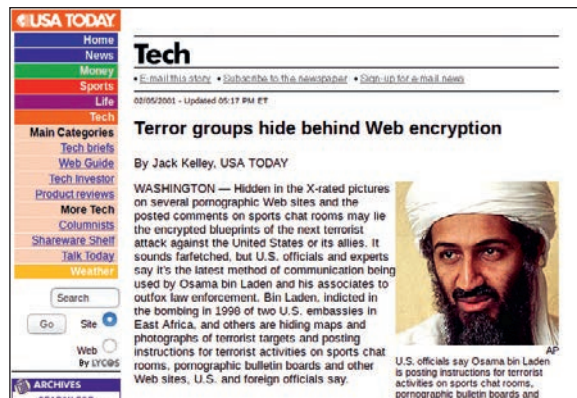 USA TODAY
Home
News
Money
Sports
Life
Tech
Main Categories
Tech briefs
Web Guide
Tech Investor
Product reviews
More Tech
Columnists
Shareware Shelf
Talk Today
Weather
Search
Go Site
Web
By LYCOS
ARCHIVES
Tech
• E-mail this story • Subscribe to the newspaper • Sign-up for e-mail news
02/05/2001 - Updated 05:17 PM ET
Terror groups hide behind Web encryption
By Jack Kelley, USA TODAY
WASHINGTON — Hidden in the X-rated pictures
on several pornographic Web sites and the
posted comments on sports chat rooms may lie
the encrypted blueprints of the next terrorist
attack against the United States or its allies. It
sounds farfetched, but U.S. officials and experts
say it's the latest method of communication being
used by Osama bin Laden and his associates to
outfox law enforcement. Bin Laden, indicted in
the bombing in 1998 of two U.S. embassies in
East Africa, and others are hiding maps and
photographs of terrorist targets and posting
instructions for terrorist activities on sports chat
rooms, pornographic bulletin boards and other
Web sites, U.S. and foreign officials say.
AP
U.S. officials say Osama bin Laden
is posting instructions for terrorist
activities on sports chat rooms,
pornographic bulletin boards and